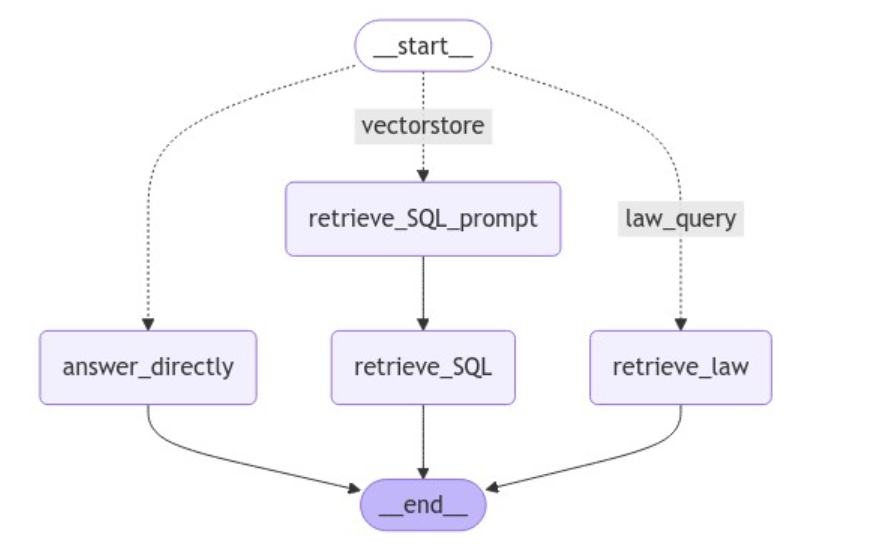 __start__
vectorstore
retrieve_SQL_prompt
law_query
answer_directly
retrieve_SQL
retrieve_law
__end__